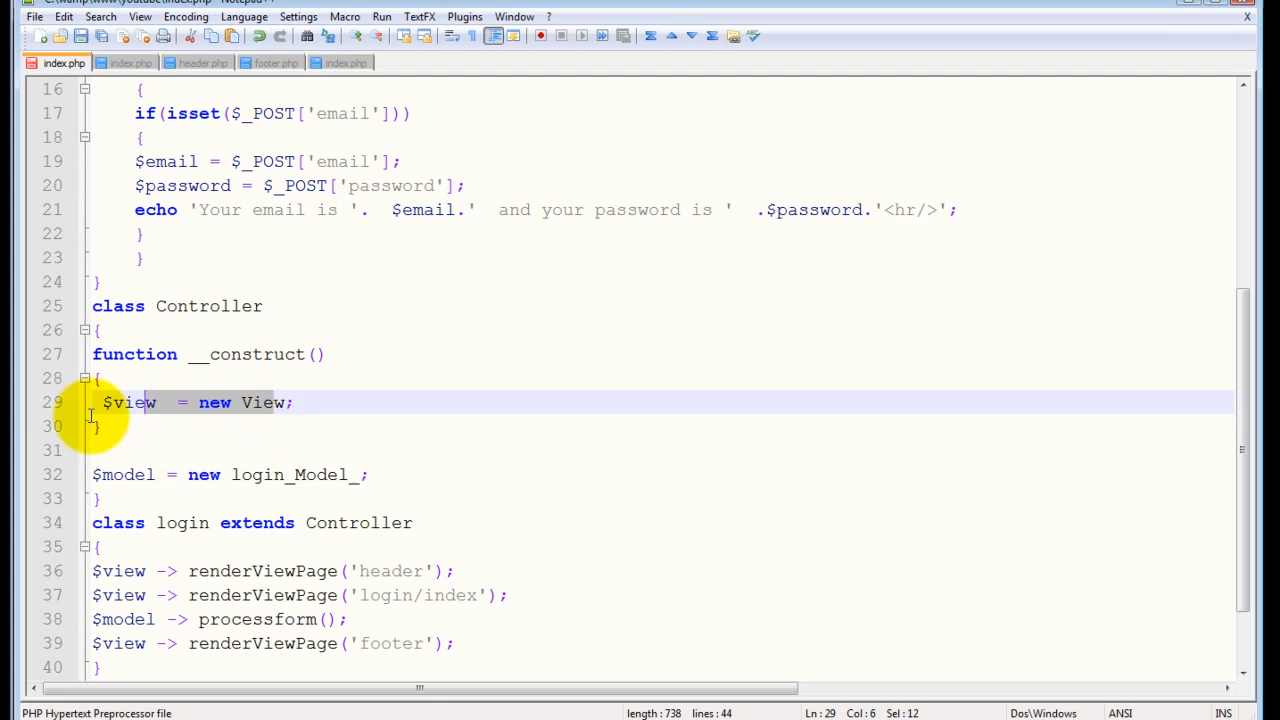 File Edit Search View Encoding Language Settings Macro Run TextFX Plugins Window ? X
index.php index.php header.php footer.php index.php
16 {
17 if(isset($_POST['email']))
18 {
19 $email = $_POST['email'];
20 $password = $_POST['password'];
21 echo 'Your email is '. $email.' and your password is ' .$password.'<hr/>';
22 }
23 }
24 }
25 class Controller
26 {
27 function __construct()
28 {
29 $view = new View;
30 }
31
32 $model = new login_Model_;
33 }
34 class login extends Controller
35 {
36 $view -> renderViewPage('header');
37 $view -> renderViewPage('login/index');
38 $model -> processform();
39 $view -> renderViewPage('footer');
40 }
PHP Hypertext Preprocessor file length : 738 lines : 44 Ln : 29 Col : 6 Sel : 12 Dos\Windows ANSI INS